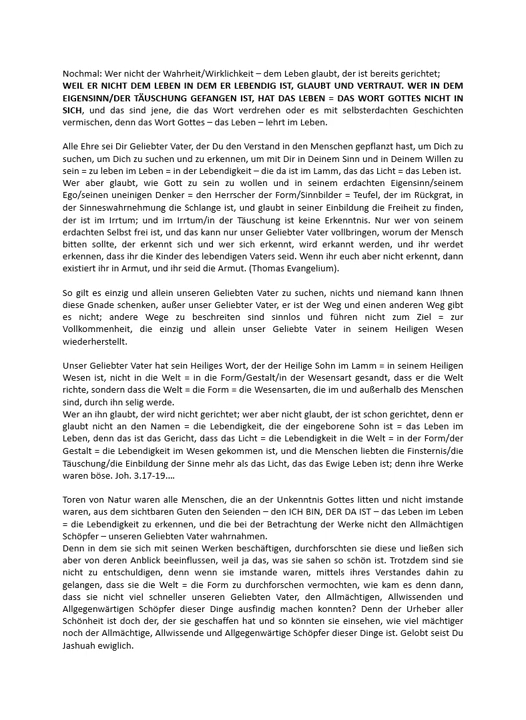 Nochmal: Wer nicht der Wahrheit/Wirklichkeit – dem Leben glaubt, der ist bereits gerichtet;
WEIL ER NICHT DEM LEBEN IN DEM ER LEBENDIG IST, GLAUBT UND VERTRAUT. WER IN DEM
EIGENSINN/DER TÄUSCHUNG GEFANGEN IST, HAT DAS LEBEN = DAS WORT GOTTES NICHT IN
SICH, und das sind jene, die das Wort verdrehen oder es mit selbsterdachten Geschichten
vermischen, denn das Wort Gottes – das Leben – lehrt im Leben.

Alle Ehre sei Dir Geliebter Vater, der Du den Verstand in den Menschen gepflanzt hast, um Dich zu
suchen, um Dich zu suchen und zu erkennen, um mit Dir in Deinem Sinn und in Deinem Willen zu
sein = zu leben im Leben = in der Lebendigkeit – die da ist im Lamm, das das Licht = das Leben ist.
Wer aber glaubt, wie Gott zu sein zu wollen und in seinem erdachten Eigensinn/seinem
Ego/seinen uneinigen Denker = den Herrscher der Form/Sinnbilder = Teufel, der im Rückgrat, in
der Sinneswahrnehmung die Schlange ist, und glaubt in seiner Einbildung die Freiheit zu finden,
der ist im Irrtum; und im Irrtum/in der Täuschung ist keine Erkenntnis. Nur wer von seinem
erdachten Selbst frei ist, und das kann nur unser Geliebter Vater vollbringen, worum der Mensch
bitten sollte, der erkennt sich und wer sich erkennt, wird erkannt werden, und ihr werdet
erkennen, dass ihr die Kinder des lebendigen Vaters seid. Wenn ihr euch aber nicht erkennt, dann
existiert ihr in Armut, und ihr seid die Armut. (Thomas Evangelium).

So gilt es einzig und allein unseren Geliebten Vater zu suchen, nichts und niemand kann Ihnen
diese Gnade schenken, außer unser Geliebter Vater, er ist der Weg und einen anderen Weg gibt
es nicht; andere Wege zu beschreiten sind sinnlos und führen nicht zum Ziel = zur
Vollkommenheit, die einzig und allein unser Geliebte Vater in seinem Heiligen Wesen
wiederherstellt.

Unser Geliebter Vater hat sein Heiliges Wort, der der Heilige Sohn im Lamm = in seinem Heiligen
Wesen ist, nicht in die Welt = in die Form/Gestalt/in der Wesensart gesandt, dass er die Welt
richte, sondern dass die Welt = die Form = die Wesensarten, die im und außerhalb des Menschen
sind, durch ihn selig werde.
Wer an ihn glaubt, der wird nicht gerichtet; wer aber nicht glaubt, der ist schon gerichtet, denn er
glaubt nicht an den Namen = die Lebendigkeit, die der eingeborene Sohn ist = das Leben im
Leben, denn das ist das Gericht, dass das Licht = die Lebendigkeit in die Welt = in der Form/der
Gestalt = die Lebendigkeit im Wesen gekommen ist, und die Menschen liebten die Finsternis/die
Täuschung/die Einbildung der Sinne mehr als das Licht, das das Ewige Leben ist; denn ihre Werke
waren böse. Joh. 3.17-19....

Toren von Natur waren alle Menschen, die an der Unkenntnis Gottes litten und nicht imstande
waren, aus dem sichtbaren Guten den Seienden – den ICH BIN, DER DA IST – das Leben im Leben
= die Lebendigkeit zu erkennen, und die bei der Betrachtung der Werke nicht den Allmächtigen
Schöpfer – unseren Geliebten Vater wahrnahmen.
Denn in dem sie sich mit seinen Werken beschäftigen, durchforschten sie diese und ließen sich
aber von deren Anblick beeinflussen, weil ja das, was sie sahen so schön ist. Trotzdem sind sie
nicht zu entschuldigen, denn wenn sie imstande waren, mittels ihres Verstandes dahin zu
gelangen, dass sie die Welt = die Form zu durchforschen vermochten, wie kam es denn dann,
dass sie nicht viel schneller unseren Geliebten Vater, den Allmächtigen, Allwissenden und
Allgegenwärtigen Schöpfer dieser Dinge ausfindig machen konnten? Denn der Urheber aller
Schönheit ist doch der, der sie geschaffen hat und so könnten sie einsehen, wie viel mächtiger
noch der Allmächtige, Allwissende und Allgegenwärtige Schöpfer dieser Dinge ist. Gelobt seist Du
Jashuah ewiglich.